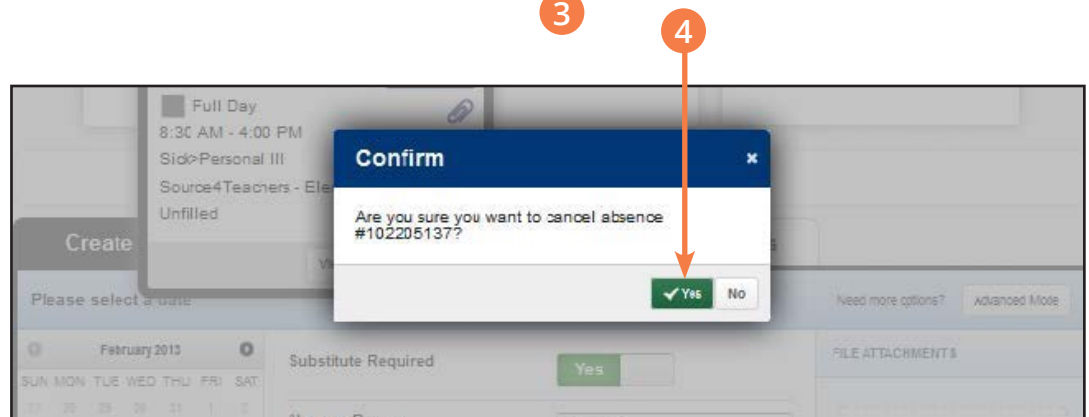 3
4
Full Day
8:30 AM - 4:00 PM
Sick>Personal Ill
Source4Teachers - Ele
Unfilled
Confirm ×
Are you sure you want to cancel absence
#102205137?
Yes No
Create
Please select a date
Need more options? Advanced Mode
February 2013
SUN MON TUE WED THU FRI SAT
Substitute Required Yes
FILE ATTACHMENTS